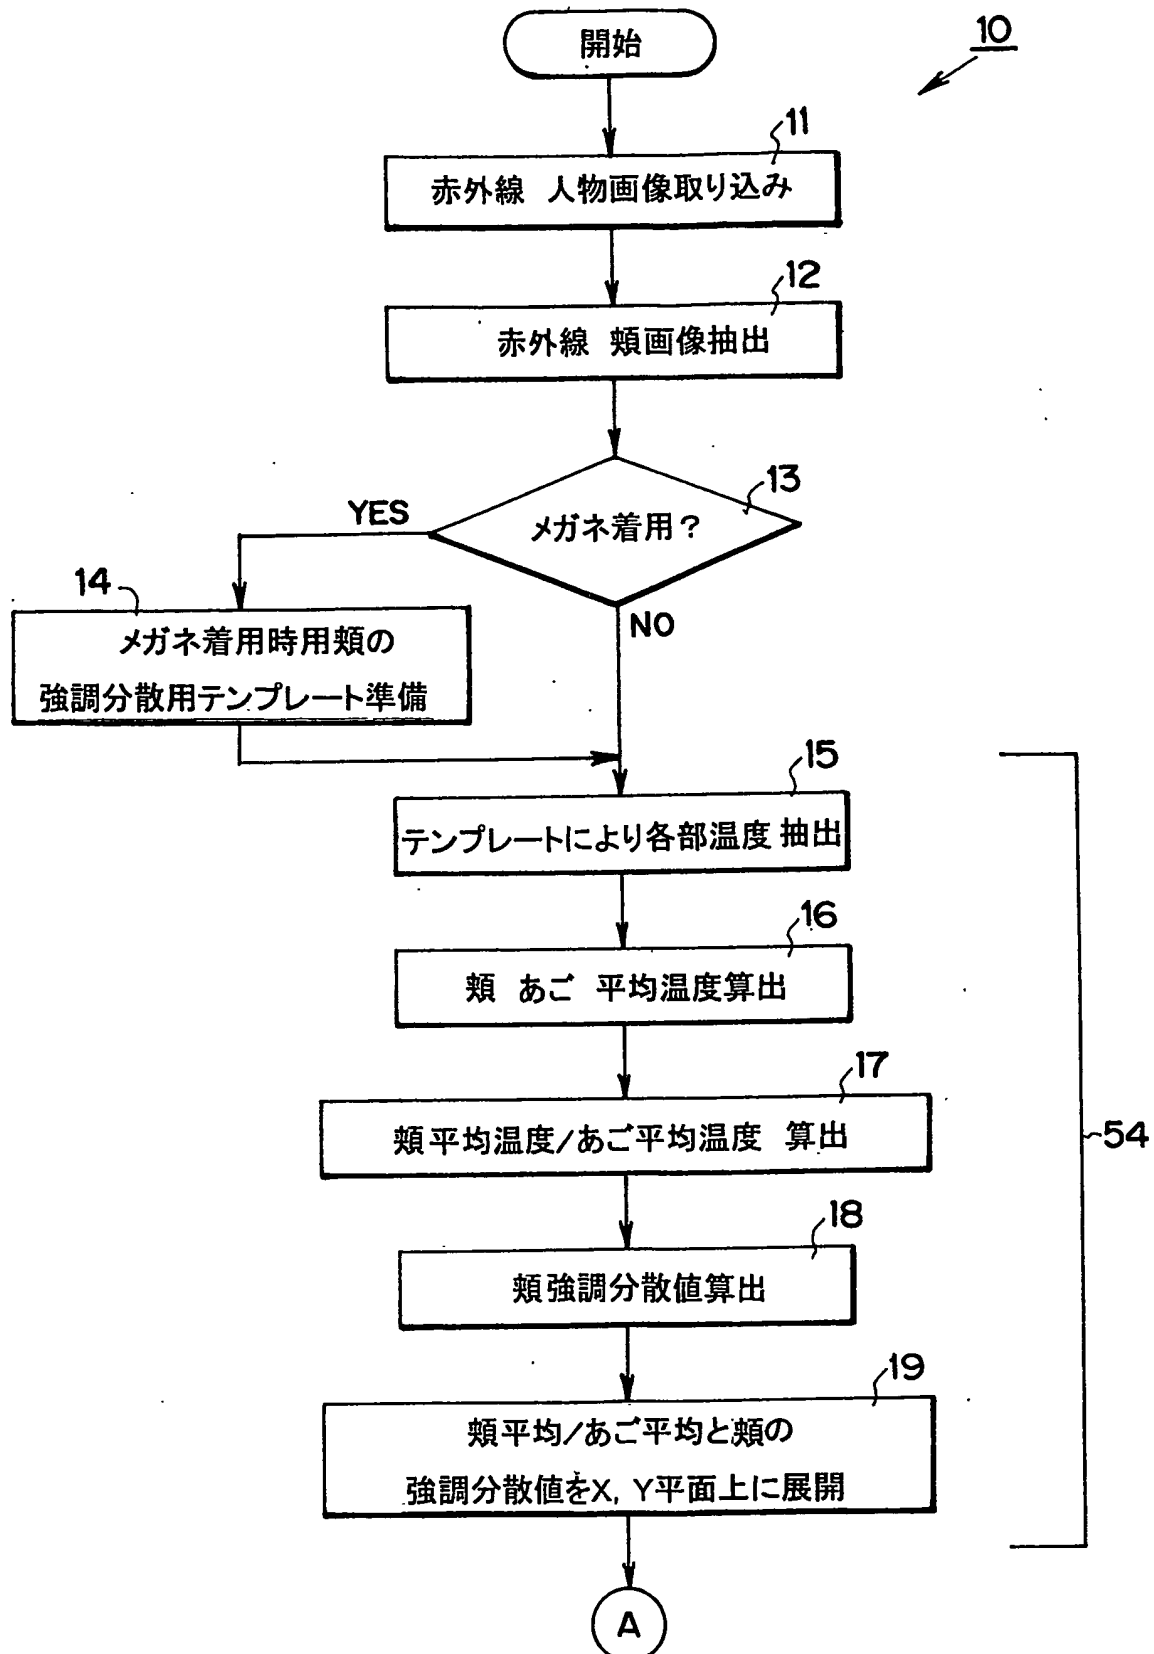 開始
10
11
赤外線 人物画像取り込み
12
赤外線 頬画像抽出
13
メガネ着用?
YES
NO
14
メガネ着用時用類の
強調分散用テンプレート準備
15
テンプレートにより各部温度 抽出
16
頬 あご 平均温度算出
17
頬平均温度/あご平均温度 算出
54
18
頬強調分散値算出
19
頬平均/あご平均と頬の
強調分散値をX, Y平面上に展開
A